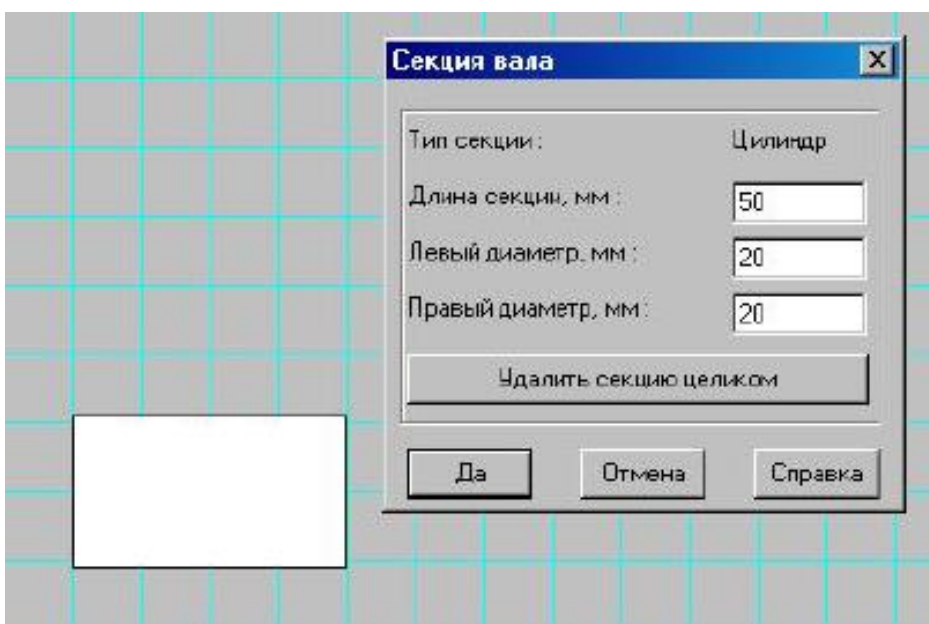 Секция вала
Тип секции: Цилиндр
Длина секции, мм: 50
Левый диаметр, мм: 20
Правый диаметр, мм: 20
Удалить секцию целиком
Да Отмена Справка